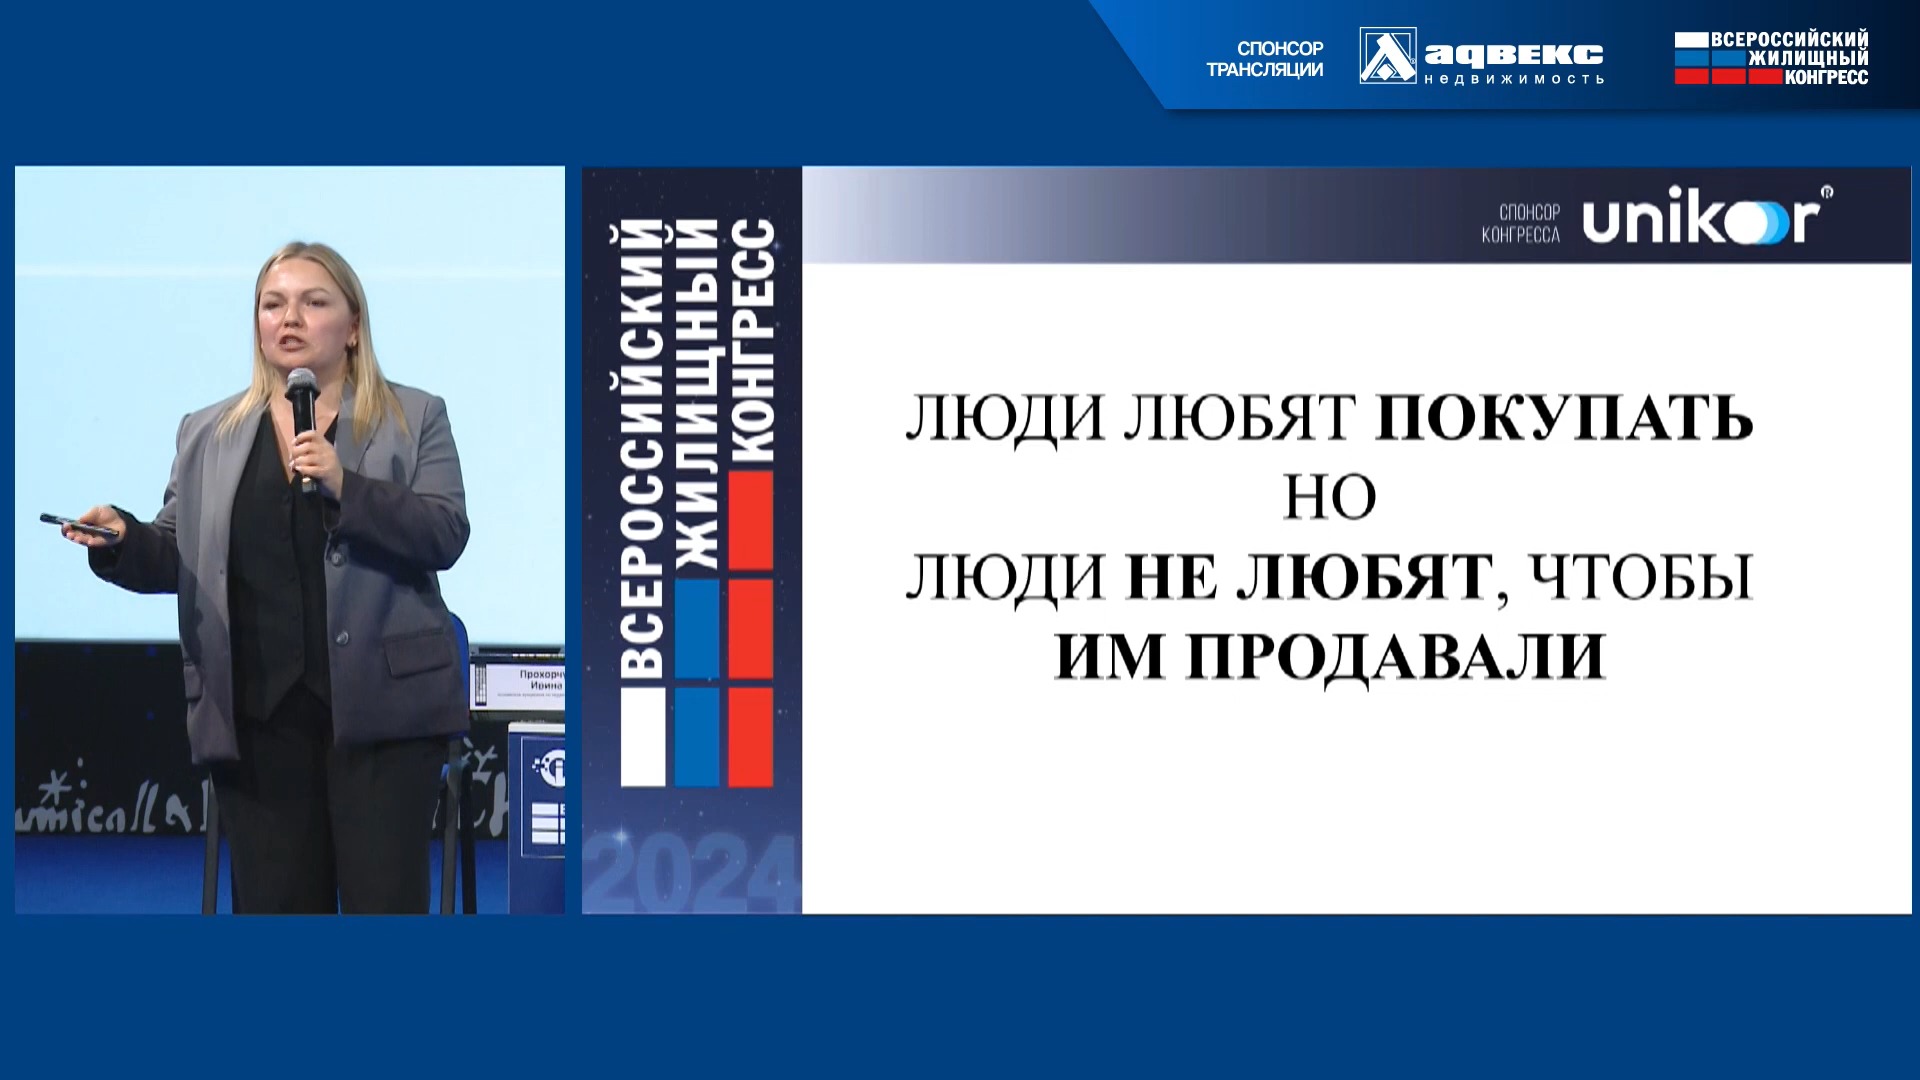 СПОНСОР
ТРАНСЛЯЦИИ
адвекс
недвижимость
ВСЕРОССИЙСКИЙ
ЖИЛИЩНЫЙ
КОНГРЕСС
ВСЕРОССИЙСКИЙ
ЖИЛИЩНЫЙ
КОНГРЕСС
2024
СПОНСОР
КОНГРЕССА
unikoor®
ЛЮДИ ЛЮБЯТ ПОКУПАТЬ
НО
ЛЮДИ НЕ ЛЮБЯТ, ЧТОБЫ
ИМ ПРОДАВАЛИ
Ирина